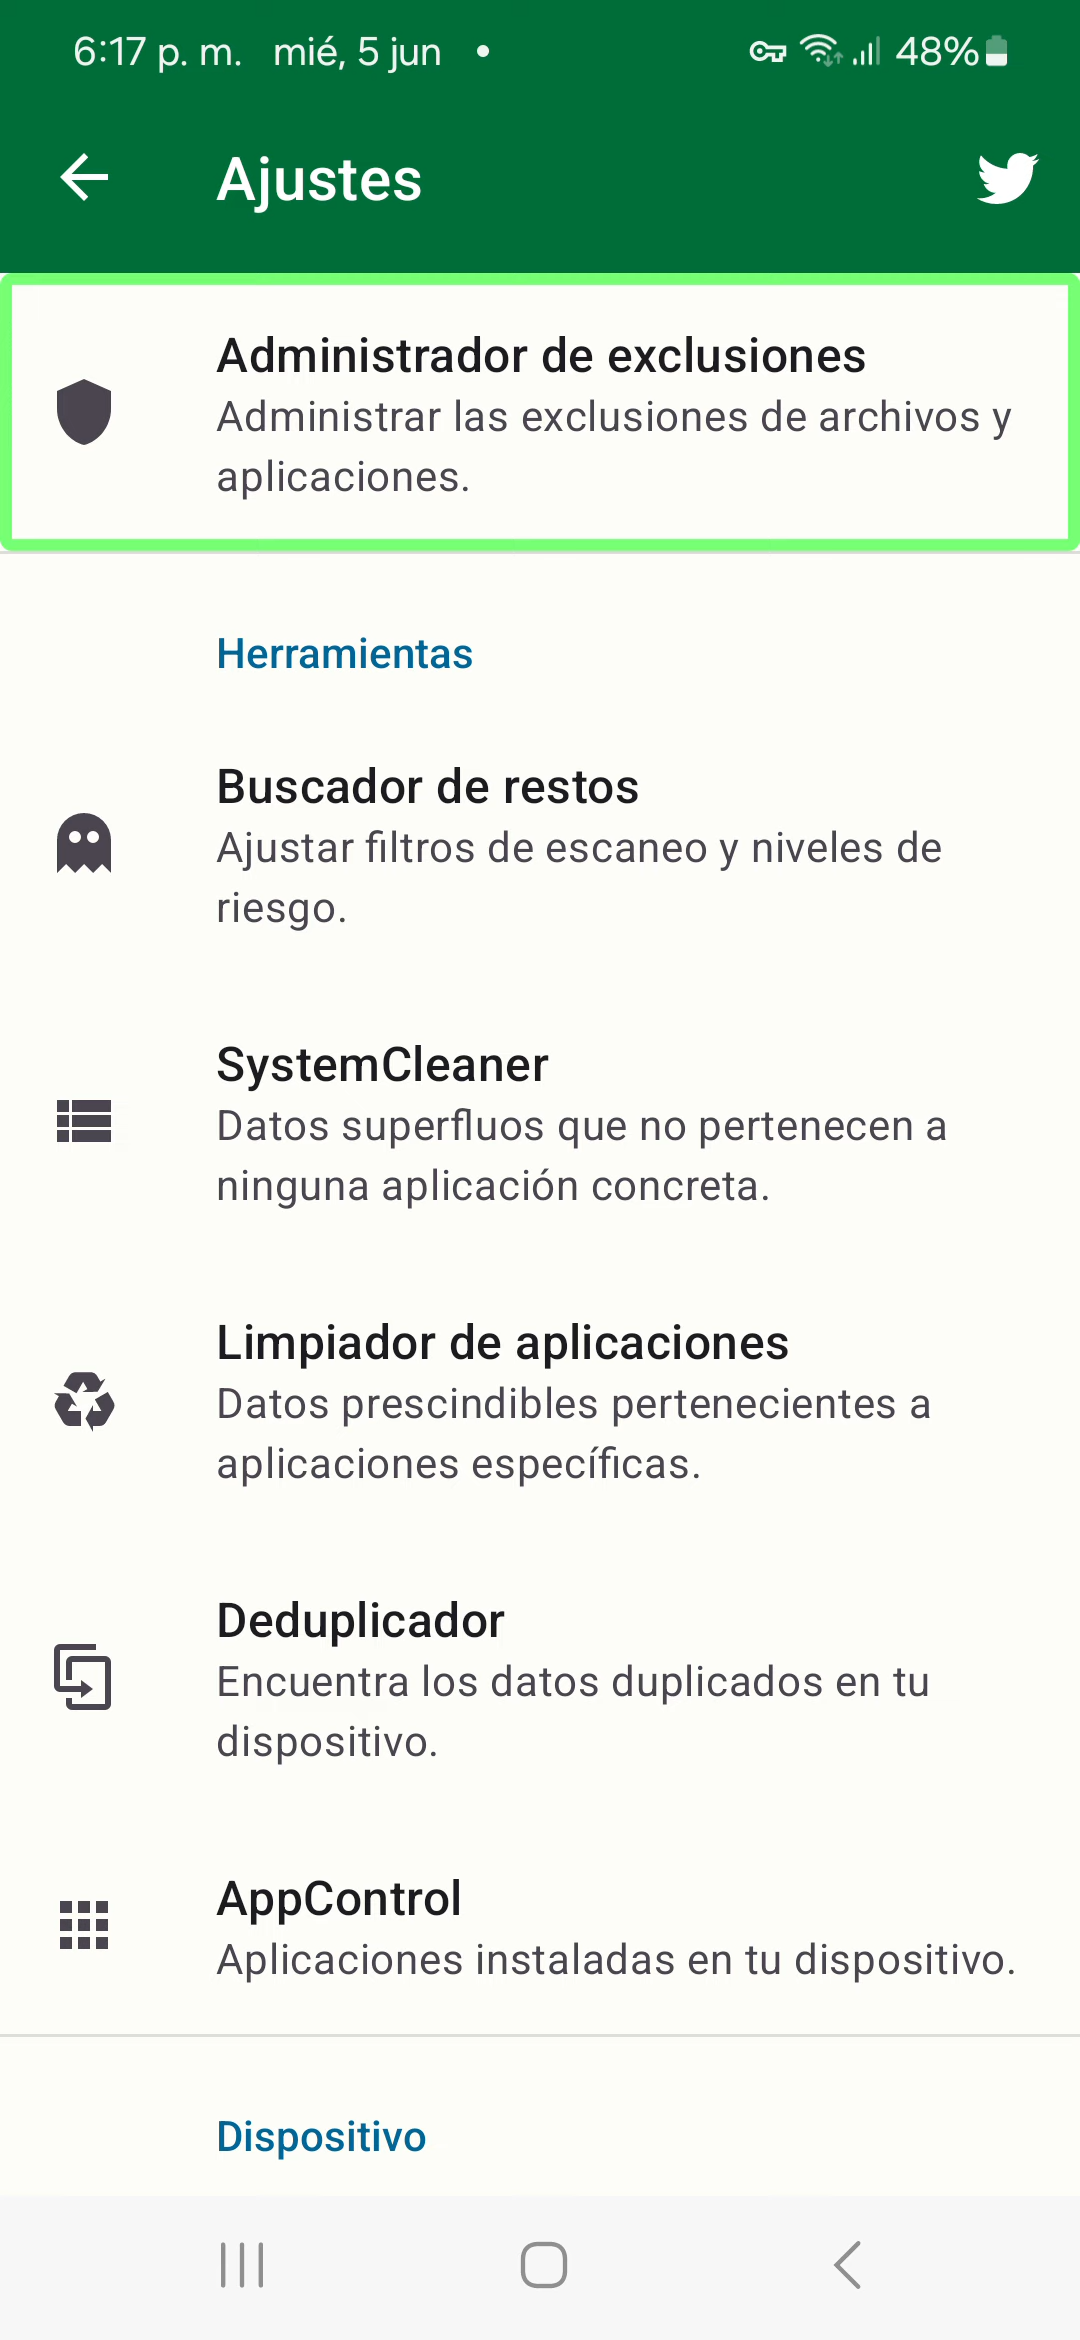 6:17 p. m. mié, 5 jun • 48%
Ajustes
Administrador de exclusiones
Administrar las exclusiones de archivos y
aplicaciones.
Herramientas
Buscador de restos
Ajustar filtros de escaneo y niveles de
riesgo.
SystemCleaner
Datos superfluos que no pertenecen a
ninguna aplicación concreta.
Limpiador de aplicaciones
Datos prescindibles pertenecientes a
aplicaciones específicas.
Deduplicador
Encuentra los datos duplicados en tu
dispositivo.
AppControl
Aplicaciones instaladas en tu dispositivo.
Dispositivo